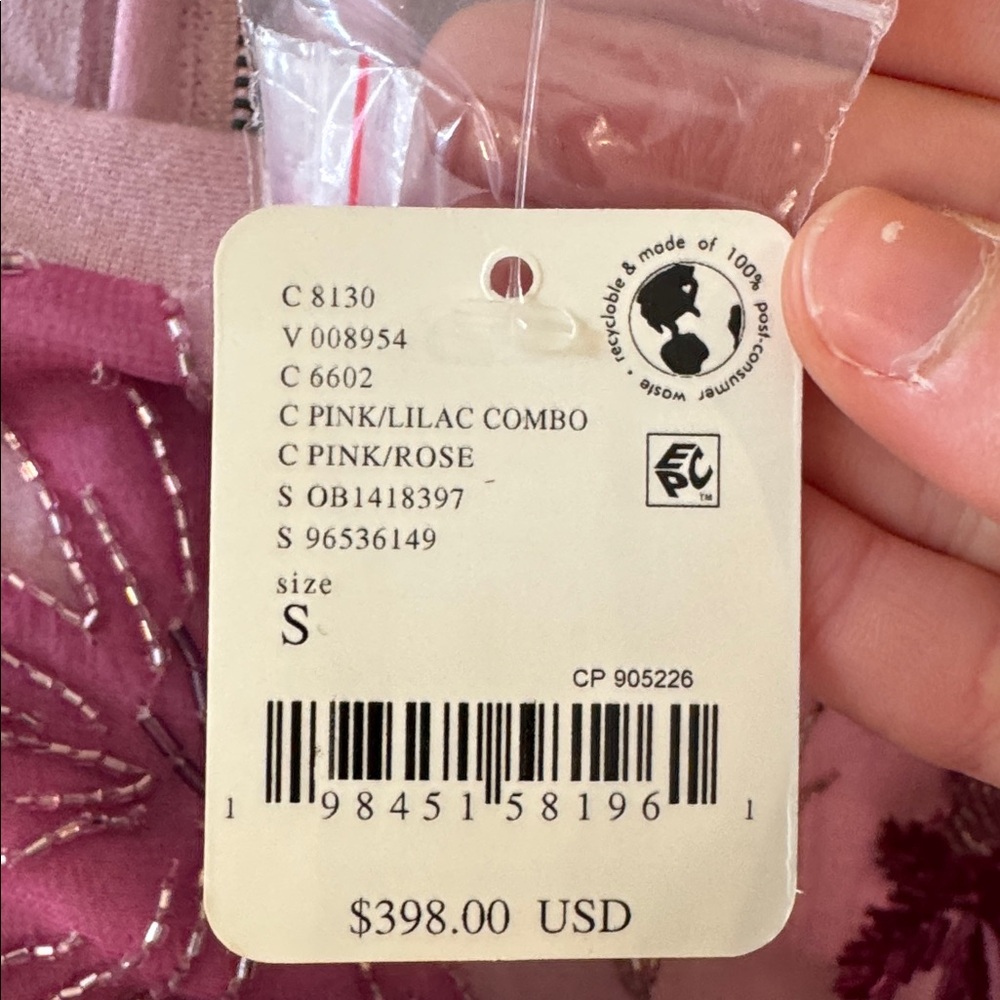 recyclable & made of 100% post-consumer waste •
C 8130
V 008954
C 6602
C PINK/LILAC COMBO
C PINK/ROSE
S OB1418397
S 96536149
EPC
TM
size
S
CP 905226
1 98451 58196 1
$398.00 USD